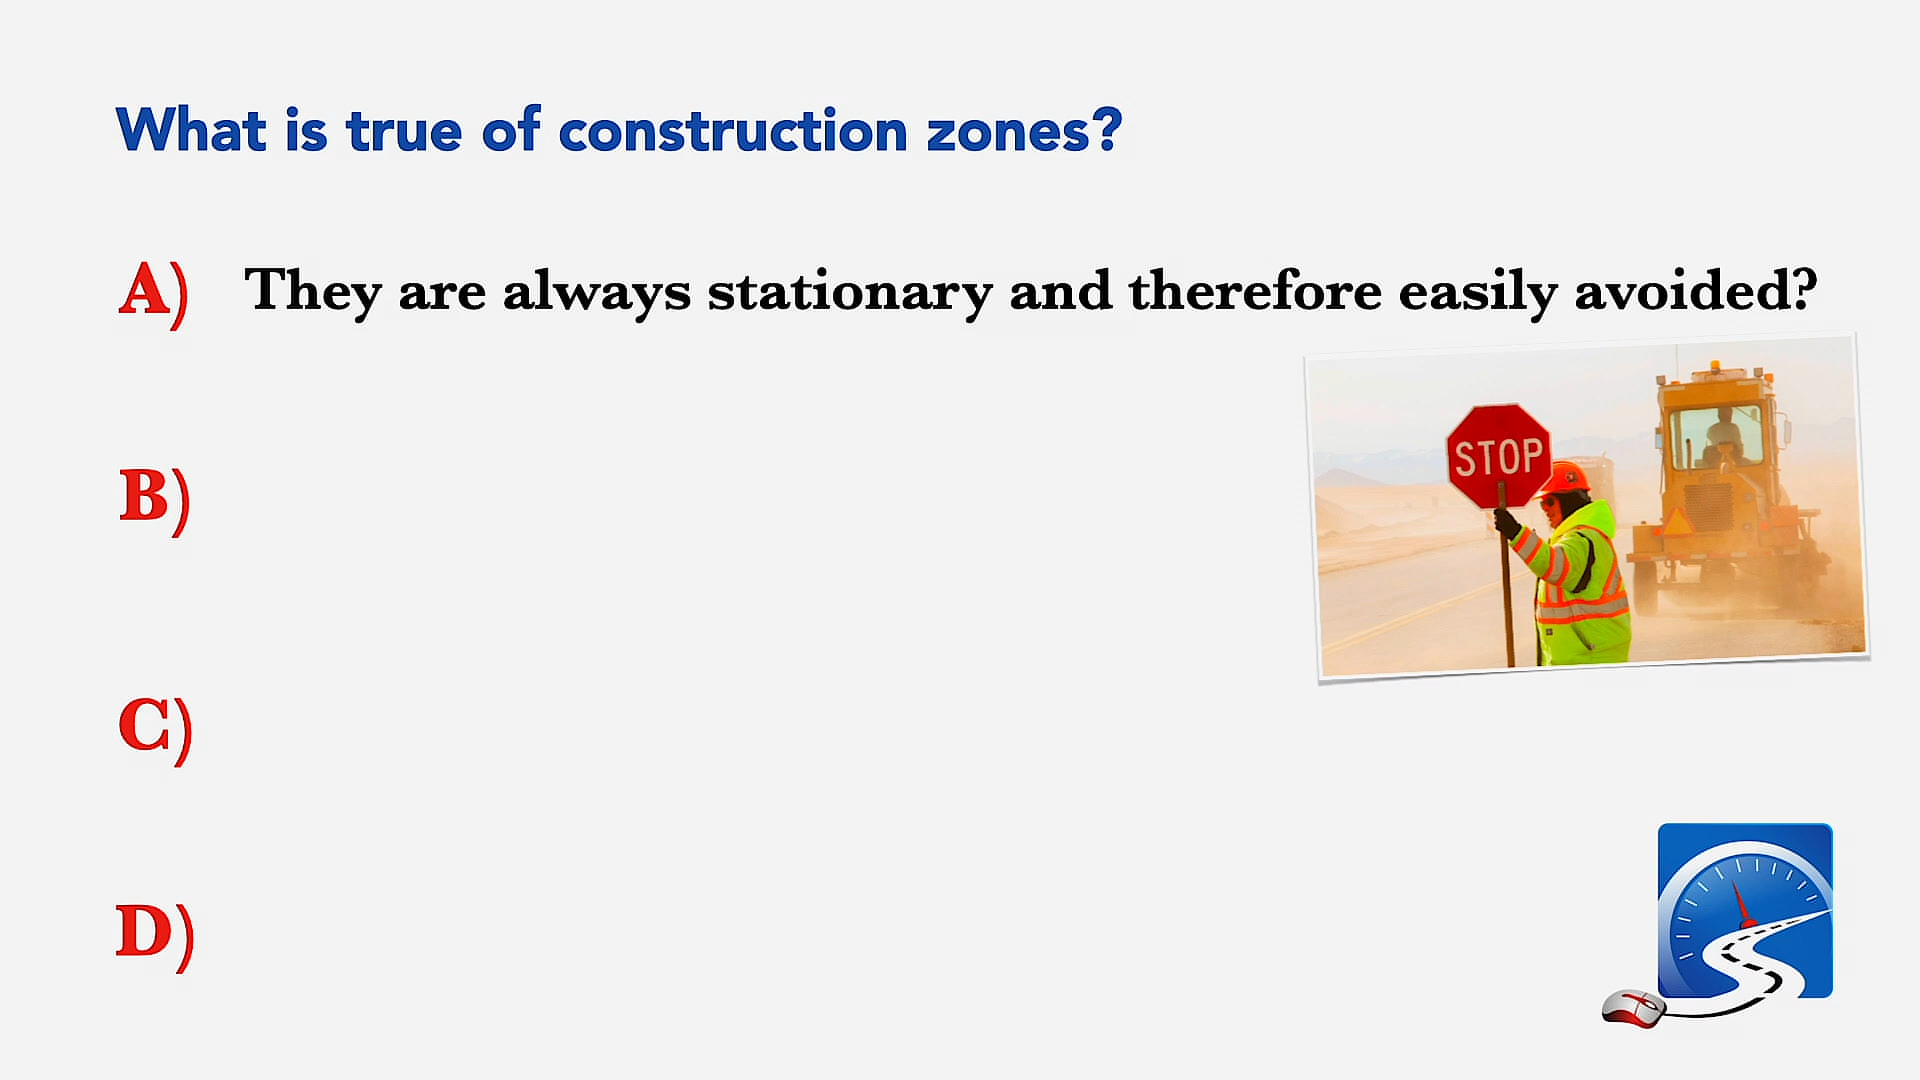 What is true of construction zones?
A) They are always stationary and therefore easily avoided?
STOP
B)
C)
D)